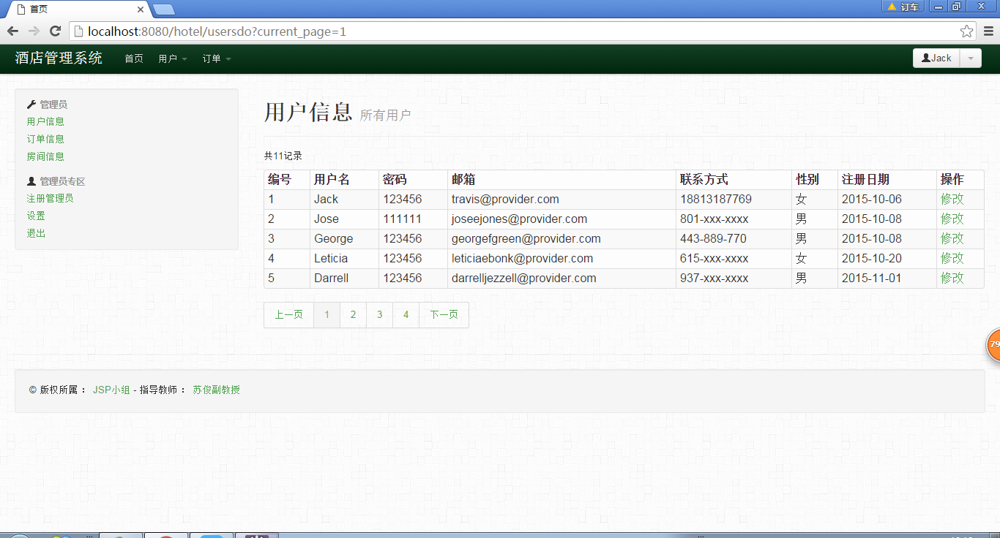 首页
订车
localhost:8080/hotel/usersdo?current_page=1
酒店管理系统 首页 用户 订单 Jack
管理员
用户信息
订单信息
房间信息
管理员专区
注册管理员
设置
退出
用户信息 所有用户
共11记录
编号 用户名 密码 邮箱 联系方式 性别 注册日期 操作
1 Jack 123456 travis@provider.com 18813187769 女 2015-10-06 修改
2 Jose 111111 joseejones@provider.com 801-xxx-xxxx 男 2015-10-08 修改
3 George 123456 georgefgreen@provider.com 443-889-770 男 2015-10-08 修改
4 Leticia 123456 leticiaebonk@provider.com 615-xxx-xxxx 女 2015-10-20 修改
5 Darrell 123456 darrelljezzell@provider.com 937-xxx-xxxx 男 2015-11-01 修改
上一页 1 2 3 4 下一页
79
© 版权所属： JSP小组 - 指导教师： 苏俊副教授